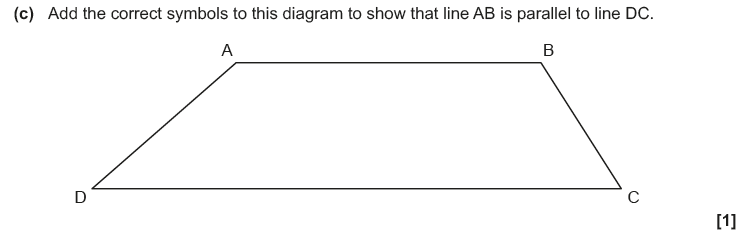 (c) Add the correct symbols to this diagram to show that line AB is parallel to line DC.
A B
D C
[1]